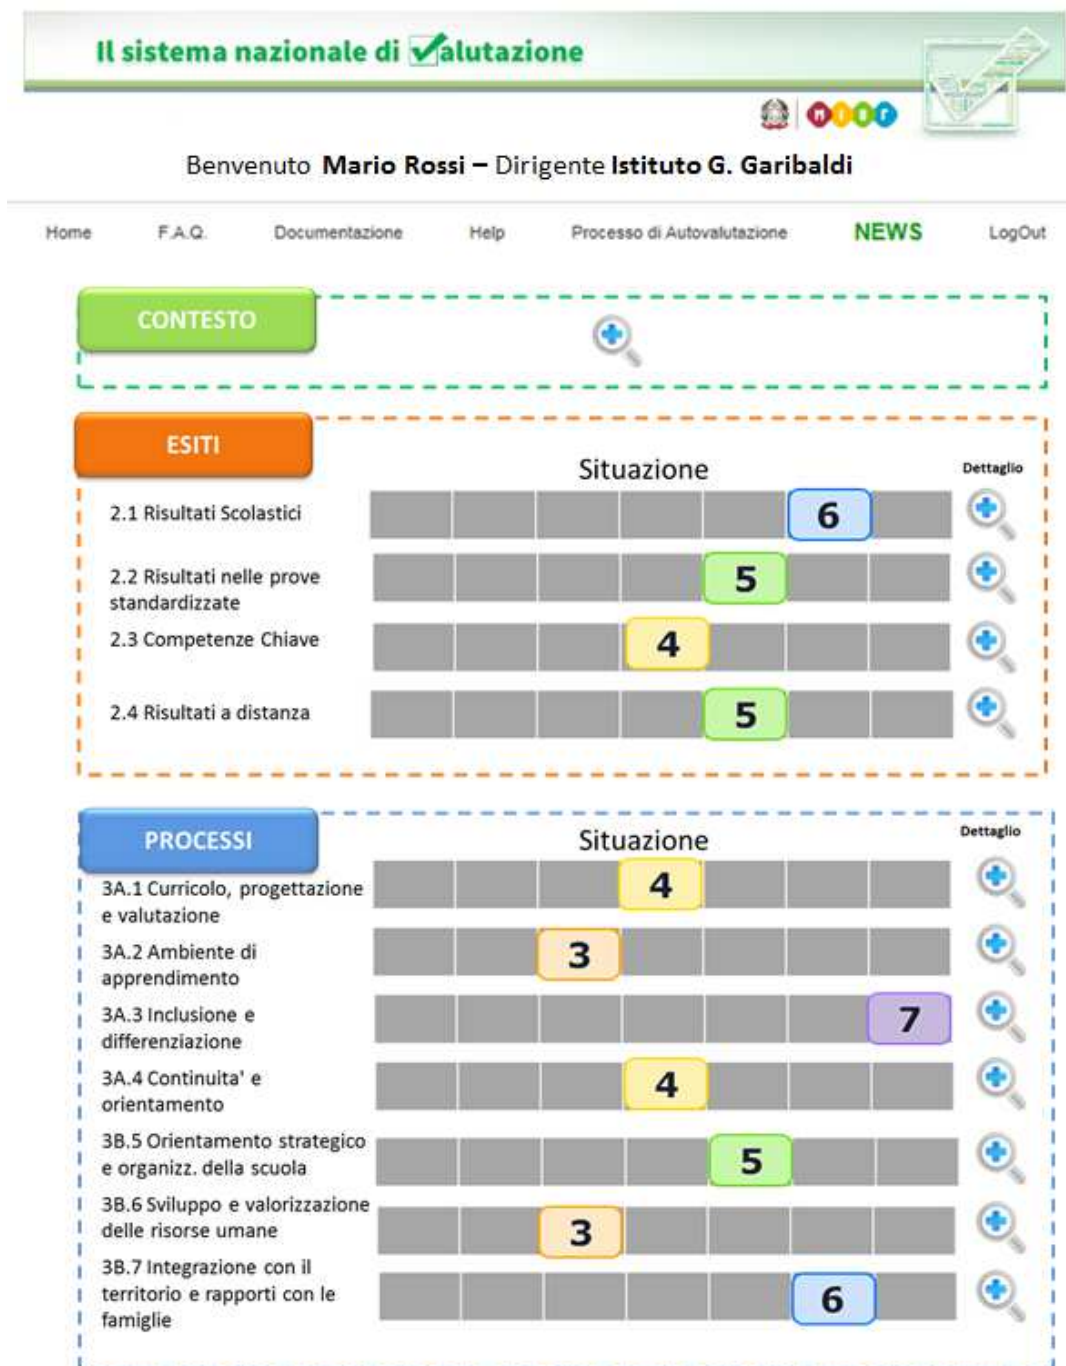 Il sistema nazionale di Valutazione
MIUR
Benvenuto Mario Rossi – Dirigente Istituto G. Garibaldi
Home F.A.Q. Documentazione Help Processo di Autovalutazione NEWS LogOut
CONTESTO
ESITI
Situazione Dettaglio
2.1 Risultati Scolastici 6
2.2 Risultati nelle prove
standardizzate 5
2.3 Competenze Chiave 4
2.4 Risultati a distanza 5
PROCESSI
Situazione Dettaglio
3A.1 Curricolo, progettazione
e valutazione 4
3A.2 Ambiente di
apprendimento 3
3A.3 Inclusione e
differenziazione 7
3A.4 Continuita' e
orientamento 4
3B.5 Orientamento strategico
e organizz. della scuola 5
3B.6 Sviluppo e valorizzazione
delle risorse umane 3
3B.7 Integrazione con il
territorio e rapporti con le
famiglie 6